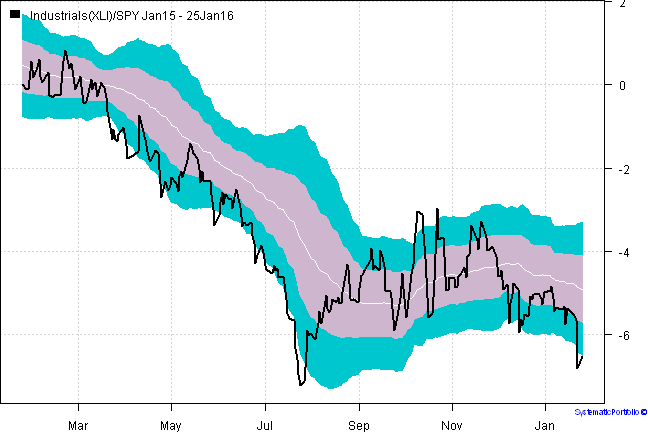 Industrials(XLI)/SPY Jan15 - 25Jan16
2
0
-2
-4
-6
Mar May Jul Sep Nov Jan
SystematicPortfolio ©